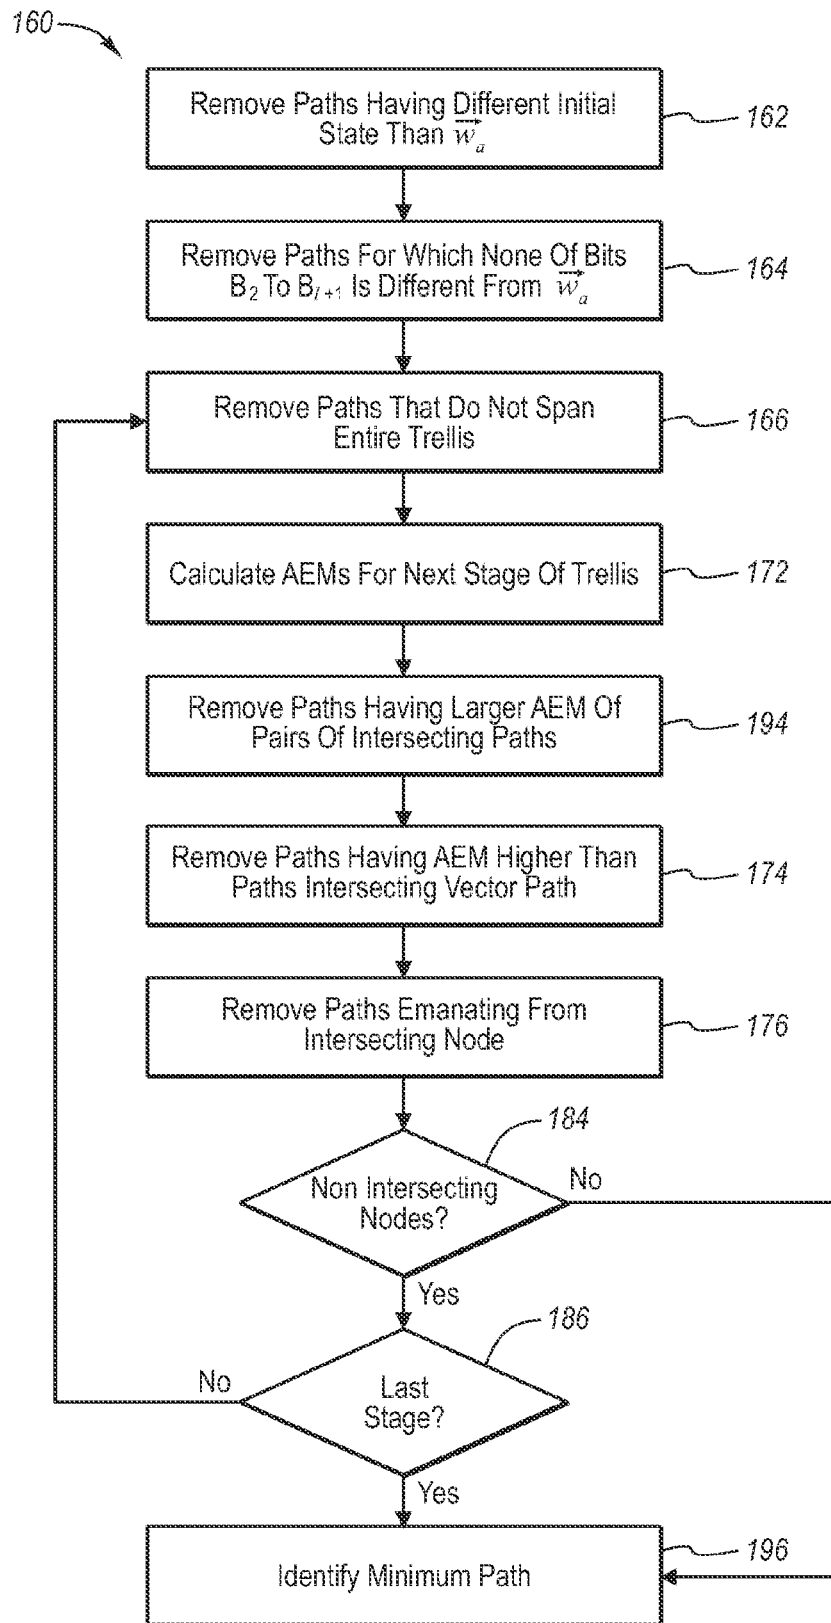 160
Remove Paths Having Different Initial
State Than w⃗ₐ
162
Remove Paths For Which None Of Bits
B₂ To Bₗ₊₁ Is Different From w⃗ₐ
164
Remove Paths That Do Not Span
Entire Trellis
166
Calculate AEMs For Next Stage Of Trellis
172
Remove Paths Having Larger AEM Of
Pairs Of Intersecting Paths
194
Remove Paths Having AEM Higher Than
Paths Intersecting Vector Path
174
Remove Paths Emanating From
Intersecting Node
176
184
Non Intersecting
Nodes?
No
Yes
186
Last
Stage?
No
Yes
Identify Minimum Path
196